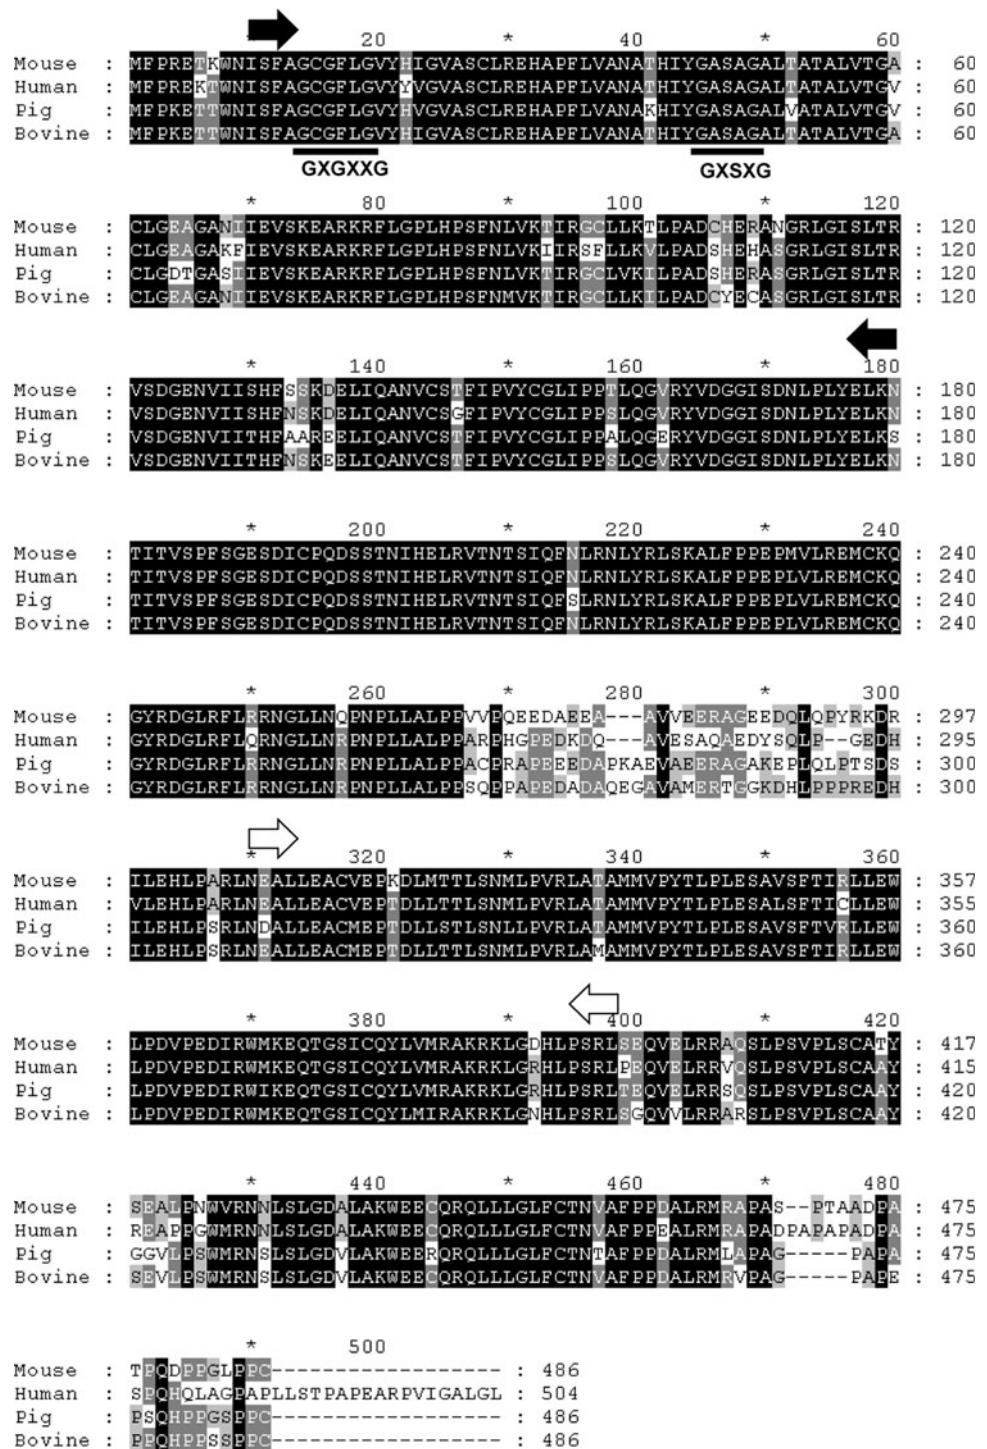 20 * 40 * 60
Mouse : MFPRETKWNISFAGCGFLGVYHIGVASCLREHAPFLVANATHIYGASAGALTATALVTGA : 60
Human : MFPREKTWNISFAGCGFLGVYYVGVASCLREHAPFLVANATHIYGASAGALTATALVTGV : 60
Pig : MFPKETTWNISFAGCGFLGVYHVGVASCLREHAPFLVANAKHIYGASAGALVATALVTGV : 60
Bovine : MFPKETTWNISFAGCGFLGVYHIGVASCLREHAPFLVANATHIYGASAGALTATALVTGA : 60
GXGXXG GXSXG
* 80 * 100 * 120
Mouse : CLGEAGANIIEVSKEARKRFLGPLHPSFNLVKTIRGCLLKTLPADCHERANGRLGISLTR : 120
Human : CLGEAGAKFIEVSKEARKRFLGPLHPSFNLVKIIRSFLLKVLPADSHEHASGRLGISLTR : 120
Pig : CLGDTGASIIEVSKEARKRFLGPLHPSFNLVKTIRGCLVKILPADSHERASGRLGISLTR : 120
Bovine : CLGEAGANIIEVSKEARKRFLGPLHPSFNMVKTIRGCLLKILPADCYECASGRLGISLTR : 120
* 140 * 160 * 180
Mouse : VSDGENVIISHFSSKDELIQANVCSTFIPVYCGLIPPTLQGVRYVDGGISDNLPLYELKN : 180
Human : VSDGENVIISHFNSKDELIQANVCSGFIPVYCGLIPPSLQGVRYVDGGISDNLPLYELKN : 180
Pig : VSDGENVIITHFAAREELIQANVCSTFIPVYCGLIPPALQGERYVDGGISDNLPLYELKS : 180
Bovine : VSDGENVIITHFNSKEELIQANVCSTFIPVYCGLIPPSLQGVRYVDGGISDNLPLYELKN : 180
* 200 * 220 * 240
Mouse : TITVSPFSGESDICPQDSSTNIHELRVTNTSIQFNLRNLYRLSKALFPPEPMVLREMCKQ : 240
Human : TITVSPFSGESDICPQDSSTNIHELRVTNTSIQFNLRNLYRLSKALFPPEPLVLREMCKQ : 240
Pig : TITVSPFSGESDICPQDSSTNIHELRVTNTSIQFSLRNLYRLSKALFPPEPLVLREMCKQ : 240
Bovine : TITVSPFSGESDICPQDSSTNIHELRVTNTSIQFNLRNLYRLSKALFPPEPLVLREMCKQ : 240
* 260 * 280 * 300
Mouse : GYRDGLRFLRRNGLLNQPNPLLALPPVVPQEEDAEEA---AVVEERAGEEDQLQPYRKDR : 297
Human : GYRDGLRFLQRNGLLNRPNPLLALPPARPHGPEDKDQ---AVESAQAEDYSQLP--GEDH : 295
Pig : GYRDGLRFLRRNGLLNRPNPLLALPPACPRAPEEEDAPKAEVAEERAGAKEPLQLPTSDS : 300
Bovine : GYRDGLRFLRRNGLLNRPNPLLALPPSQPPAPEDADAQEGAVAMERTGGKDHLPPPREDH : 300
* 320 * 340 * 360
Mouse : ILEHLPARLNEALLEACVEPKDLMTTLSNMLPVRLATAMMVPYTLPLESAVSFTIRLLEW : 357
Human : VLEHLPARLNEALLEACVEPTDLLTTLSNMLPVRLATAMMVPYTLPLESALSFTICLLEW : 355
Pig : ILEHLPSRLNDALLEACMEPTDLLSTLSNLLPVRLATAMMVPYTLPLESAVSFTVRLLEW : 360
Bovine : ILEHLPSRLNEALLEACMEPTDLLTTLSNMLPVRLAMAMMVPYTLPLESAVSFTIRLLEW : 360
* 380 * 400 * 420
Mouse : LPDVPEDIRWMKEQTGSICQYLVMRAKRKLGDHLPSRLSEQVELRRAQSLPSVPLSCATY : 417
Human : LPDVPEDIRWMKEQTGSICQYLVMRAKRKLGRHLPSRLPEQVELRRVQSLPSVPLSCAAY : 415
Pig : LPDVPEDIRWIKEQTGSICQYLVMRAKRKLGRHLPSRLTEQVELRRSQSLPSVPLSCAAY : 420
Bovine : LPDVPEDIRWMKEQTGSICQYLMIRAKRKLGNHLPSRLSGQVVLRRARSLPSVPLSCAAY : 420
* 440 * 460 * 480
Mouse : SEALPNWVRNNLSLGDALAKWEECQRQLLLGLFCTNVAFPPDALRMRAPAS--PTAADPA : 475
Human : REAPPGWMRNNLSLGDALAKWEECQRQLLLGLFCTNVAFPPEALRMRAPADPAPAPADPA : 475
Pig : GGVLPSWMRNSLSLGDVLAKWEERQRQLLLGLFCTNTAFPPDALRMLAPAG-----PAPA : 475
Bovine : SEVLPSWMRNSLSLGDVLAKWEECQRQLLLGLFCTNVAFPPDALRMRVPAG-----PAPE : 475
* 500
Mouse : TPQDPPGLPPC------------------ : 486
Human : SPQHQLAGPAPLLSTPAPEARPVIGALGL : 504
Pig : PSQHPPGSPPC------------------ : 486
Bovine : PPQHPPSSPPC------------------ : 486